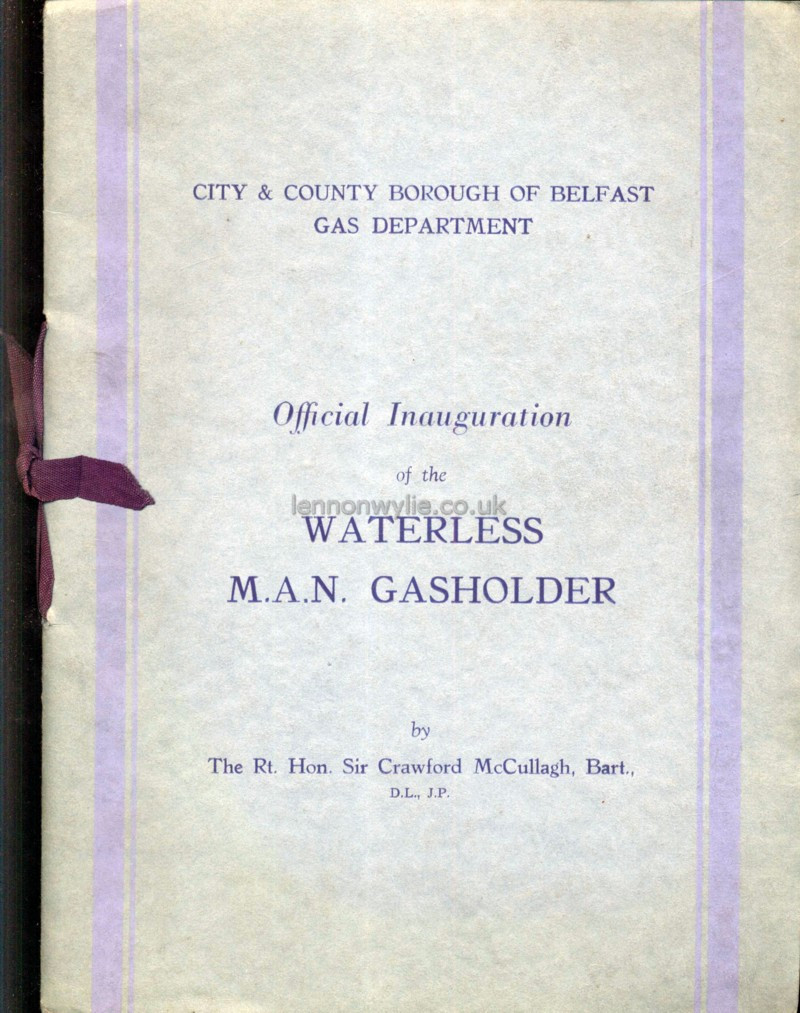 CITY & COUNTY BOROUGH OF BELFAST
GAS DEPARTMENT
Official Inauguration
of the
lennonwylie.co.uk
WATERLESS
M.A.N. GASHOLDER
by
The Rt. Hon. Sir Crawford McCullagh, Bart.,
D.L., J.P.